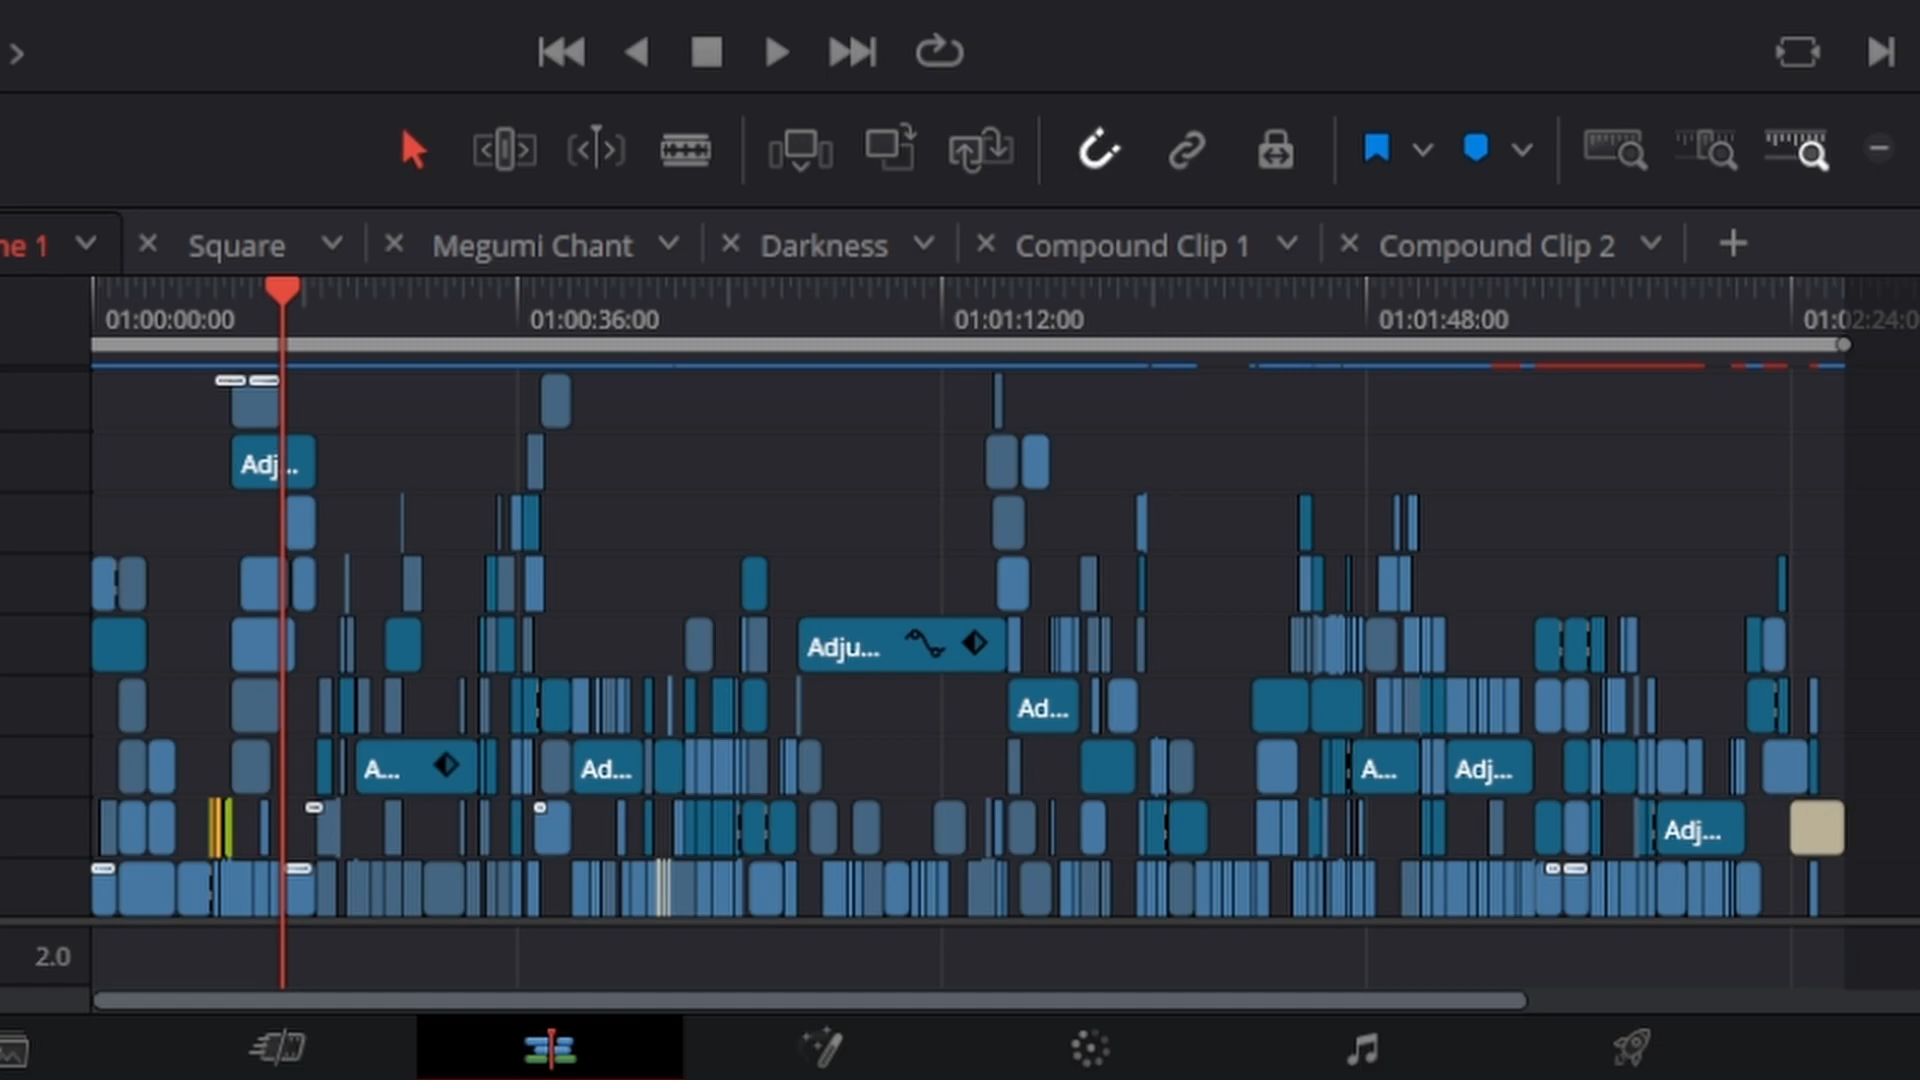 ne 1
Square
Megumi Chant
Darkness
Compound Clip 1
Compound Clip 2
01:00:00:00
01:00:36:00
01:01:12:00
01:01:48:00
01:02:24:0
Adj...
Adju...
Ad...
A...
Ad...
A...
Adj...
Adj...
2.0